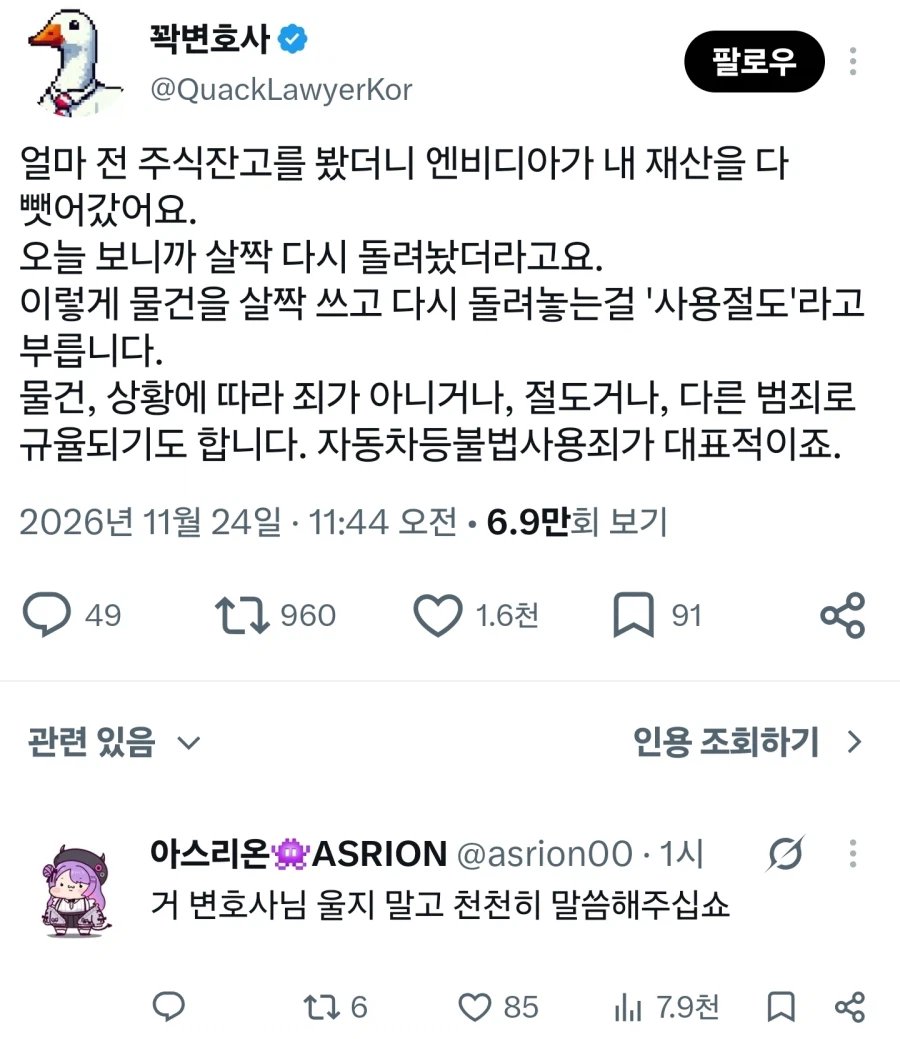 꽉변호사
팔로우
@QuackLawyerKor
얼마 전 주식잔고를 봤더니 엔비디아가 내 재산을 다
뺏어갔어요.
오늘 보니까 살짝 다시 돌려놨더라고요.
이렇게 물건을 살짝 쓰고 다시 돌려놓는걸 '사용절도'라고
부릅니다.
물건, 상황에 따라 죄가 아니거나, 절도거나, 다른 범죄로
규율되기도 합니다. 자동차등불법사용죄가 대표적이죠.
2026년 11월 24일 · 11:44 오전 • 6.9만회 보기
49 960 1.6천 91
관련 있음 인용 조회하기
아스리온👾ASRION @asrion00 · 1시
거 변호사님 울지 말고 천천히 말씀해주십쇼
6 85 7.9천